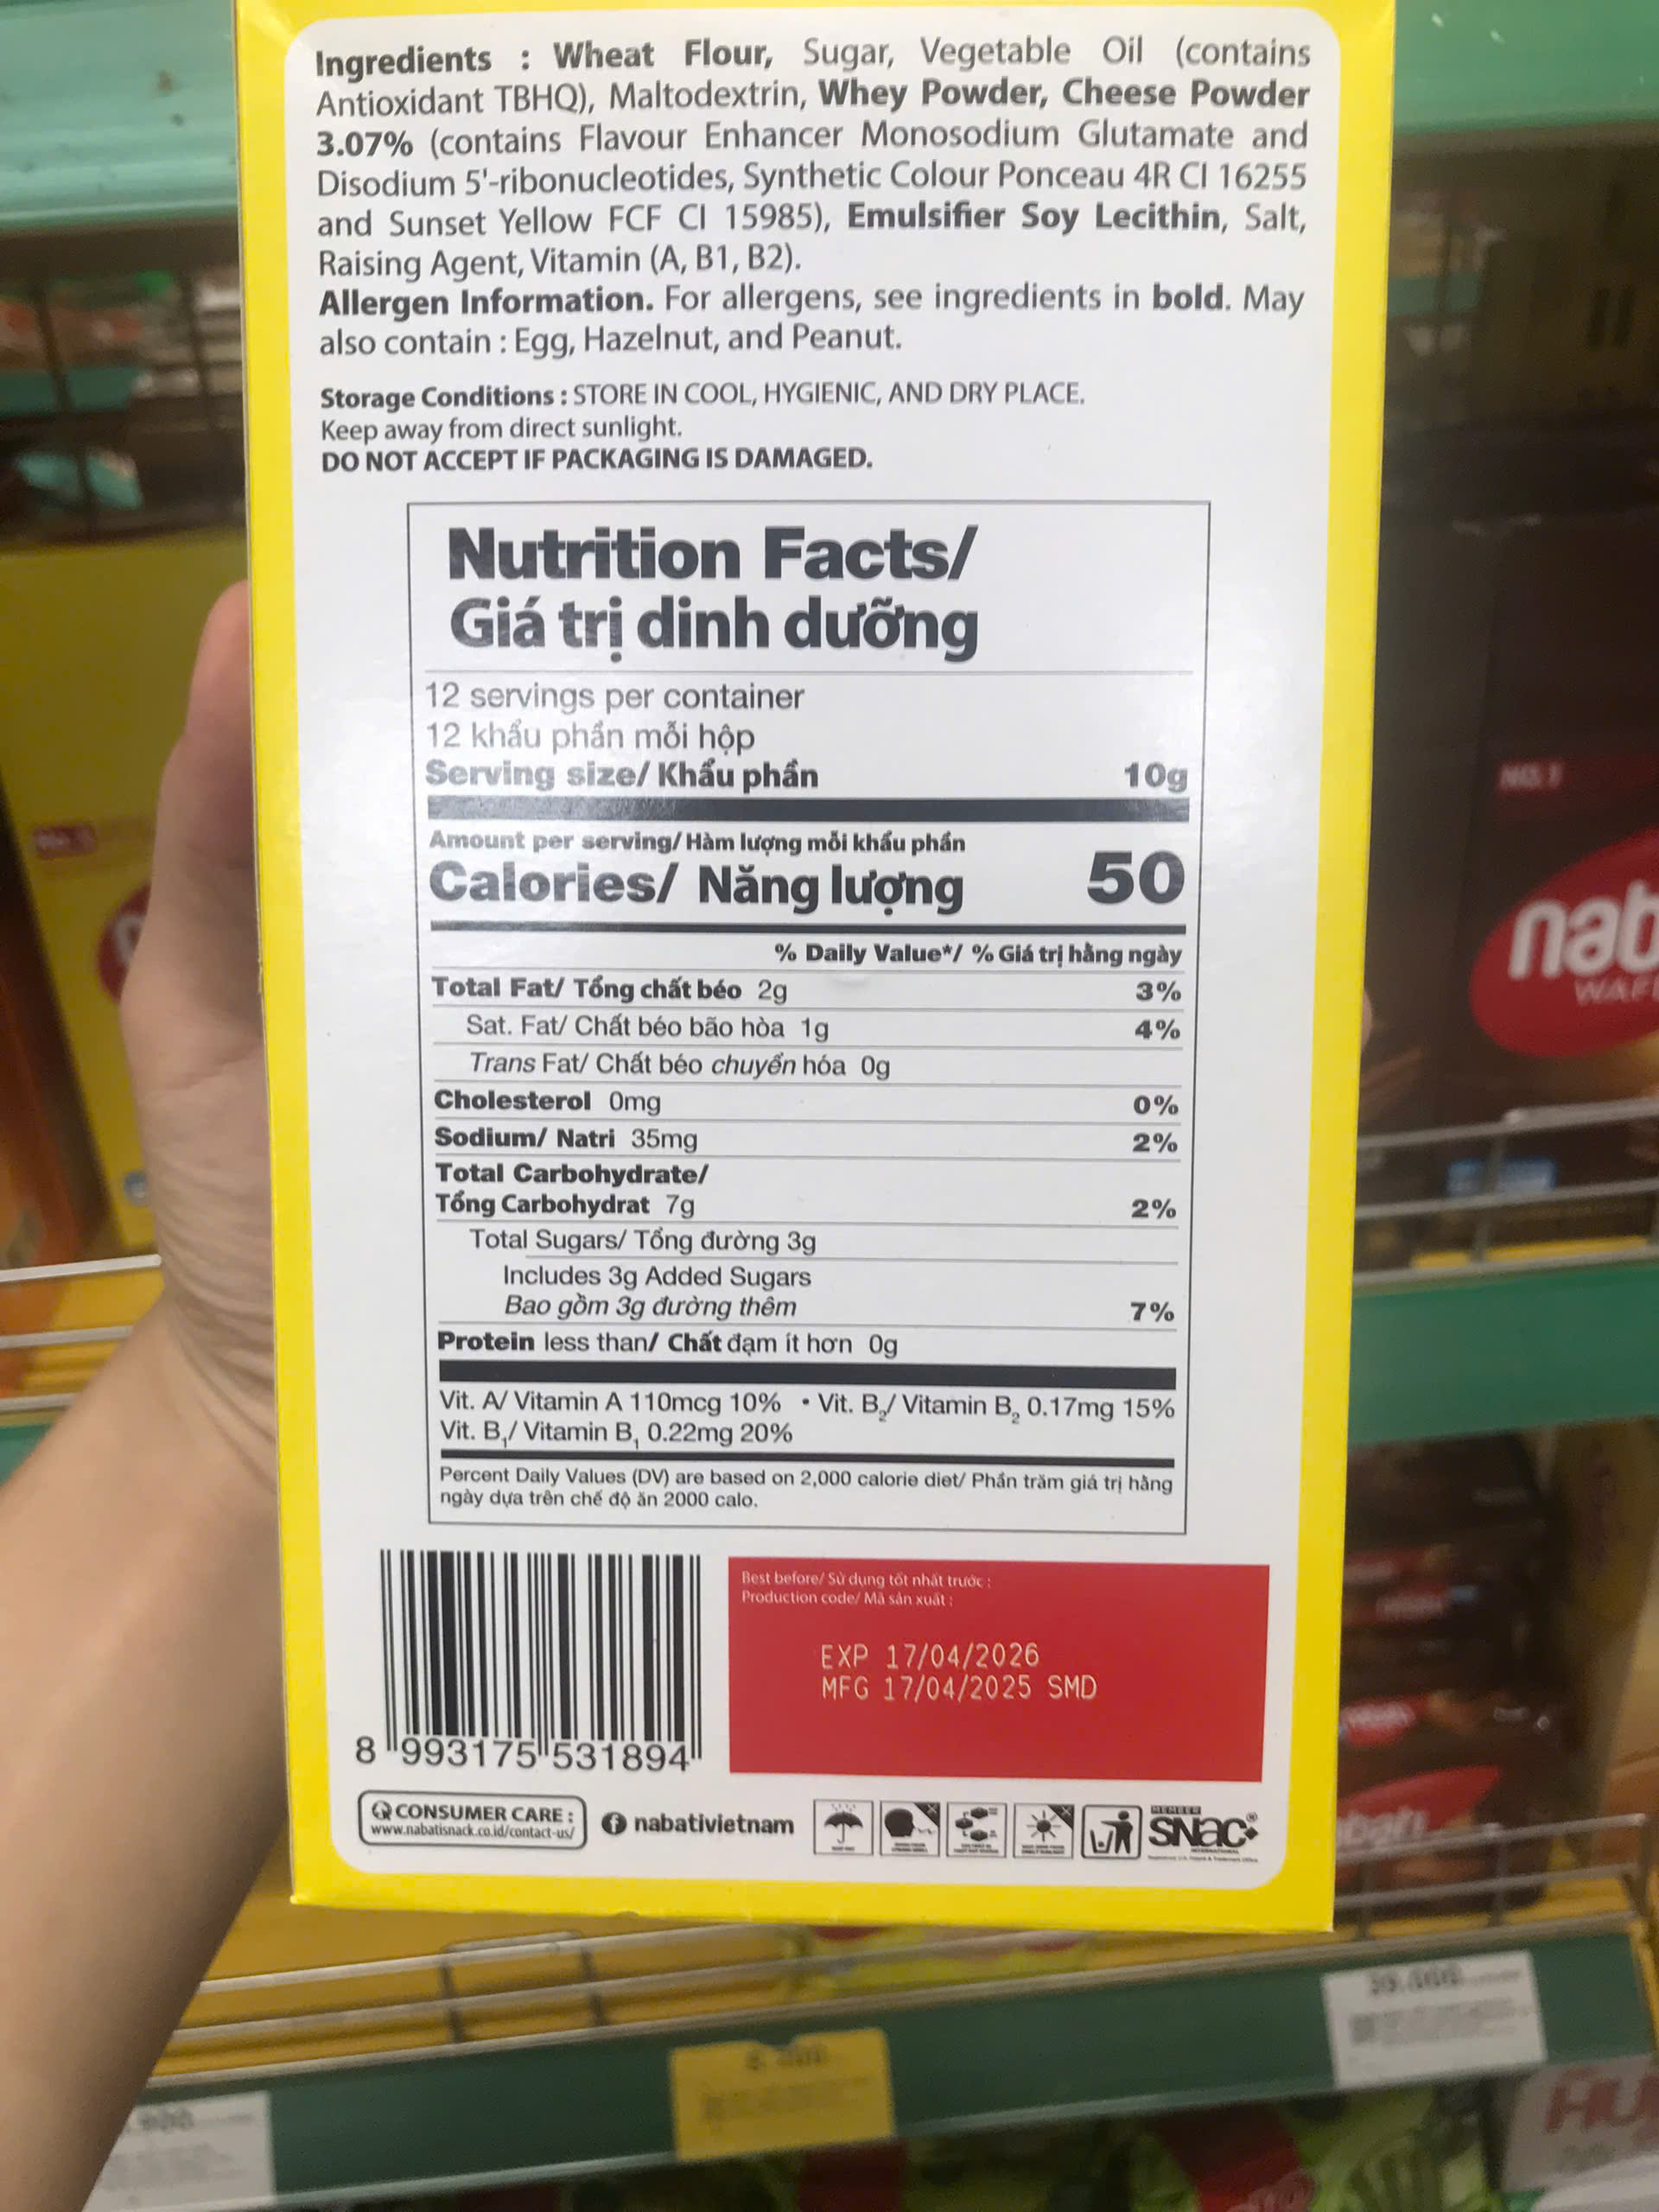 Ingredients : Wheat Flour, Sugar, Vegetable Oil (contains
Antioxidant TBHQ), Maltodextrin, Whey Powder, Cheese Powder
3.07% (contains Flavour Enhancer Monosodium Glutamate and
Disodium 5'-ribonucleotides, Synthetic Colour Ponceau 4R CI 16255
and Sunset Yellow FCF CI 15985), Emulsifier Soy Lecithin, Salt,
Raising Agent, Vitamin (A, B1, B2).
Allergen Information. For allergens, see ingredients in bold. May
also contain : Egg, Hazelnut, and Peanut.
Storage Conditions : STORE IN COOL, HYGIENIC, AND DRY PLACE.
Keep away from direct sunlight.
DO NOT ACCEPT IF PACKAGING IS DAMAGED.
Nutrition Facts/
Giá trị dinh dưỡng
12 servings per container
12 khẩu phần mỗi hộp
Serving size/ Khẩu phần 10g
Amount per serving/ Hàm lượng mỗi khẩu phần
Calories/ Năng lượng 50
% Daily Value*/ % Giá trị hằng ngày
Total Fat/ Tổng chất béo 2g 3%
Sat. Fat/ Chất béo bão hòa 1g 4%
Trans Fat/ Chất béo chuyển hóa 0g
Cholesterol 0mg 0%
Sodium/ Natri 35mg 2%
Total Carbohydrate/
Tổng Carbohydrat 7g 2%
Total Sugars/ Tổng đường 3g
Includes 3g Added Sugars
Bao gồm 3g đường thêm 7%
Protein less than/ Chất đạm ít hơn 0g
Vit. A/ Vitamin A 110mcg 10% • Vit. B₂/ Vitamin B₂ 0.17mg 15%
Vit. B₁/ Vitamin B₁ 0.22mg 20%
Percent Daily Values (DV) are based on 2,000 calorie diet/ Phần trăm giá trị hằng
ngày dựa trên chế độ ăn 2000 calo.
Best before/ Sử dụng tốt nhất trước :
Production code/ Mã sản xuất :
EXP 17/04/2026
MFG 17/04/2025 SMD
8 993175 531894
CONSUMER CARE :
www.nabatisnack.co.id/contact-us/
nabativietnam
MEMBER
SNAC
INTERNATIONAL
nab
WAF